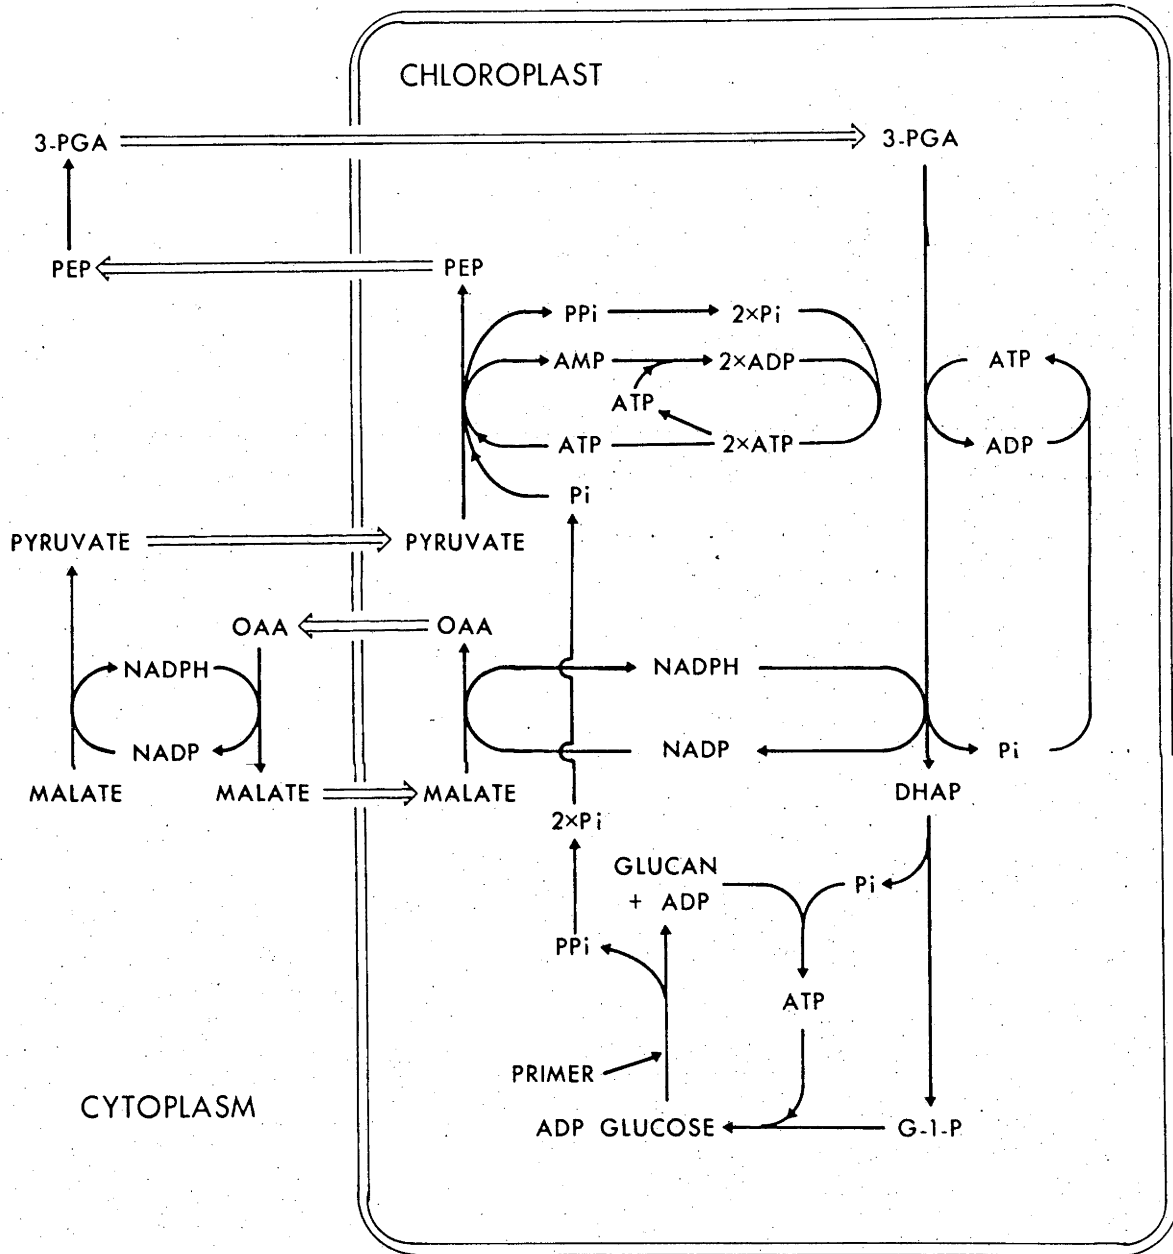 CHLOROPLAST
3-PGA
3-PGA
PEP
PEP
PPi
2×Pi
AMP
2×ADP
ATP
ATP
ATP
2×ATP
ADP
Pi
PYRUVATE
PYRUVATE
OAA
OAA
NADPH
NADPH
NADP
NADP
Pi
MALATE
MALATE
MALATE
DHAP
2×Pi
GLUCAN
+ ADP
Pi
PPi
ATP
PRIMER
CYTOPLASM
ADP GLUCOSE
G-1-P